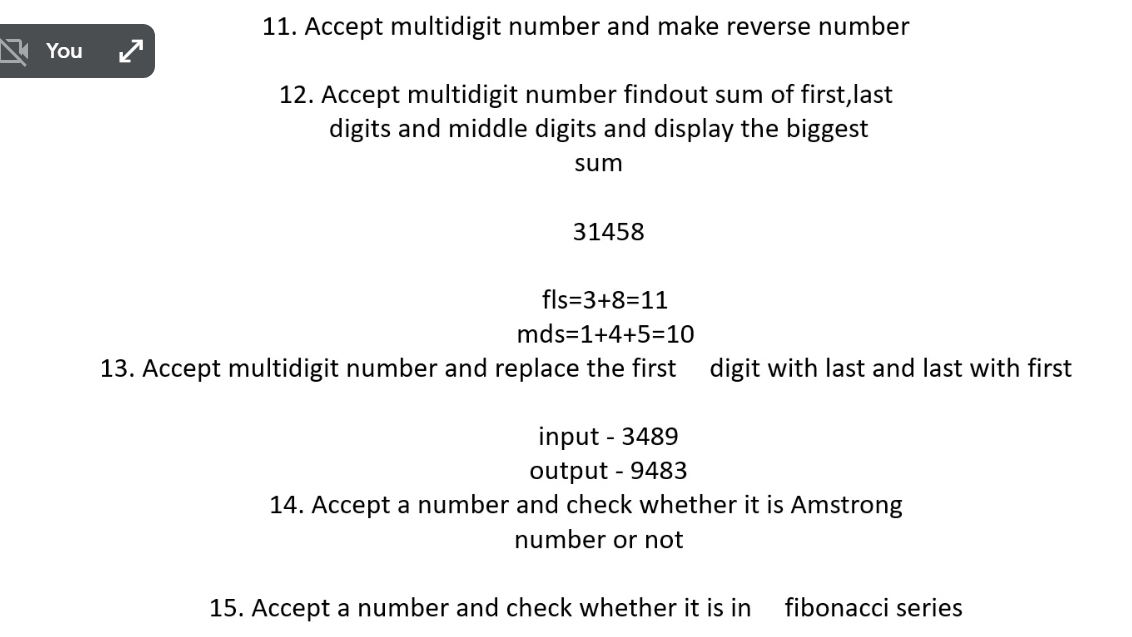 11. Accept multidigit number and make reverse number
You
12. Accept multidigit number findout sum of first,last
digits and middle digits and display the biggest
sum
31458
fls=3+8=11
mds=1+4+5=10
13. Accept multidigit number and replace the first digit with last and last with first
input - 3489
output - 9483
14. Accept a number and check whether it is Amstrong
number or not
15. Accept a number and check whether it is in fibonacci series